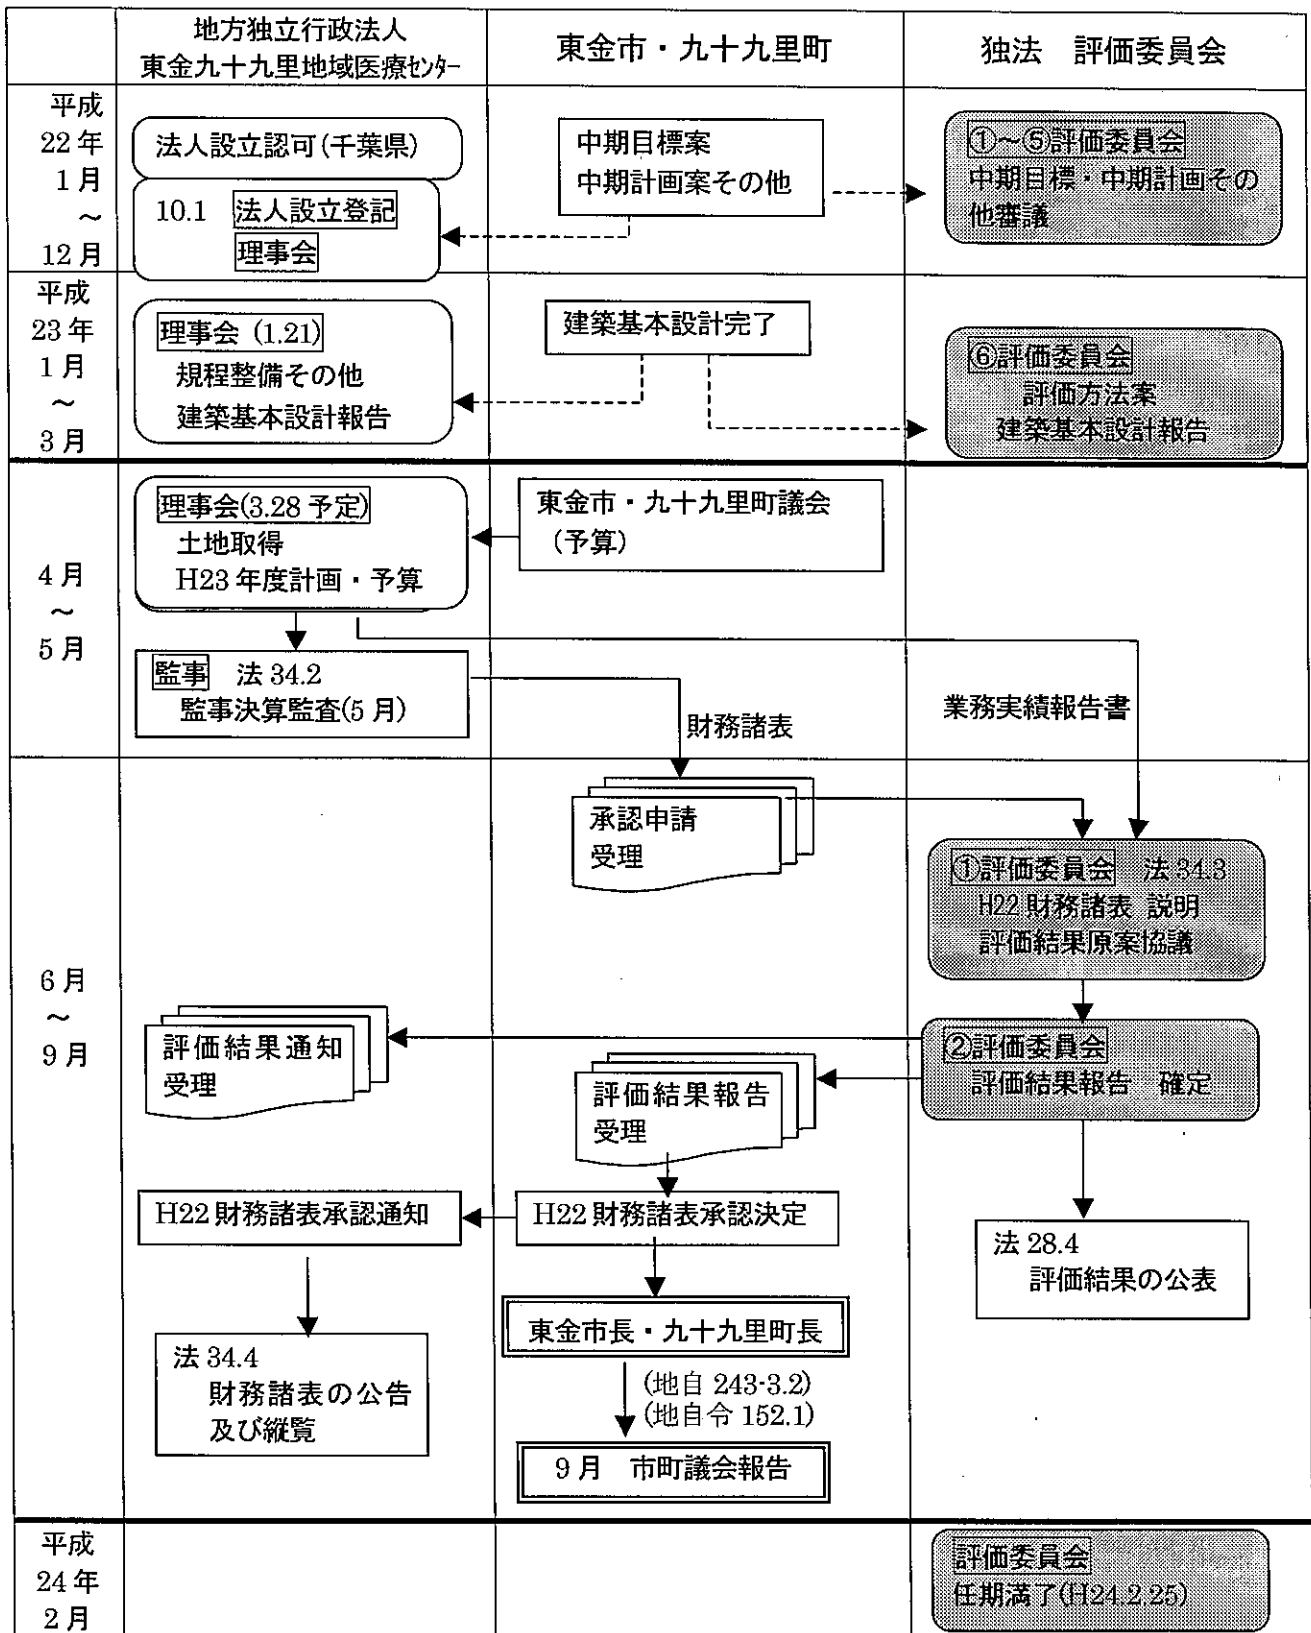 地方独立行政法人
東金九十九里地域医療ｾﾝﾀｰ
東金市・九十九里町
独法　評価委員会
平成
22年
1月
～
12月
法人設立認可(千葉県)
10.1　法人設立登記
理事会
中期目標案
中期計画案その他
①～⑤評価委員会
中期目標・中期計画その
他審議
平成
23年
1月
～
3月
理事会 (1.21)
規程整備その他
建築基本設計報告
建築基本設計完了
⑥評価委員会
評価方法案
建築基本設計報告
4月
～
5月
理事会(3.28予定)
土地取得
H23年度計画・予算
東金市・九十九里町議会
（予算）
監事　法34.2
監事決算監査(5月)
財務諸表
業務実績報告書
6月
～
9月
承認申請
受理
①評価委員会　法34.3
H22財務諸表 説明
評価結果原案協議
評価結果通知
受理
評価結果報告
受理
②評価委員会
評価結果報告　確定
H22財務諸表承認通知
H22財務諸表承認決定
法28.4
評価結果の公表
東金市長・九十九里町長
法34.4
財務諸表の公告
及び縦覧
(地自243-3.2)
(地自令152.1)
9月　市町議会報告
平成
24年
2月
評価委員会
任期満了(H24.2.25)